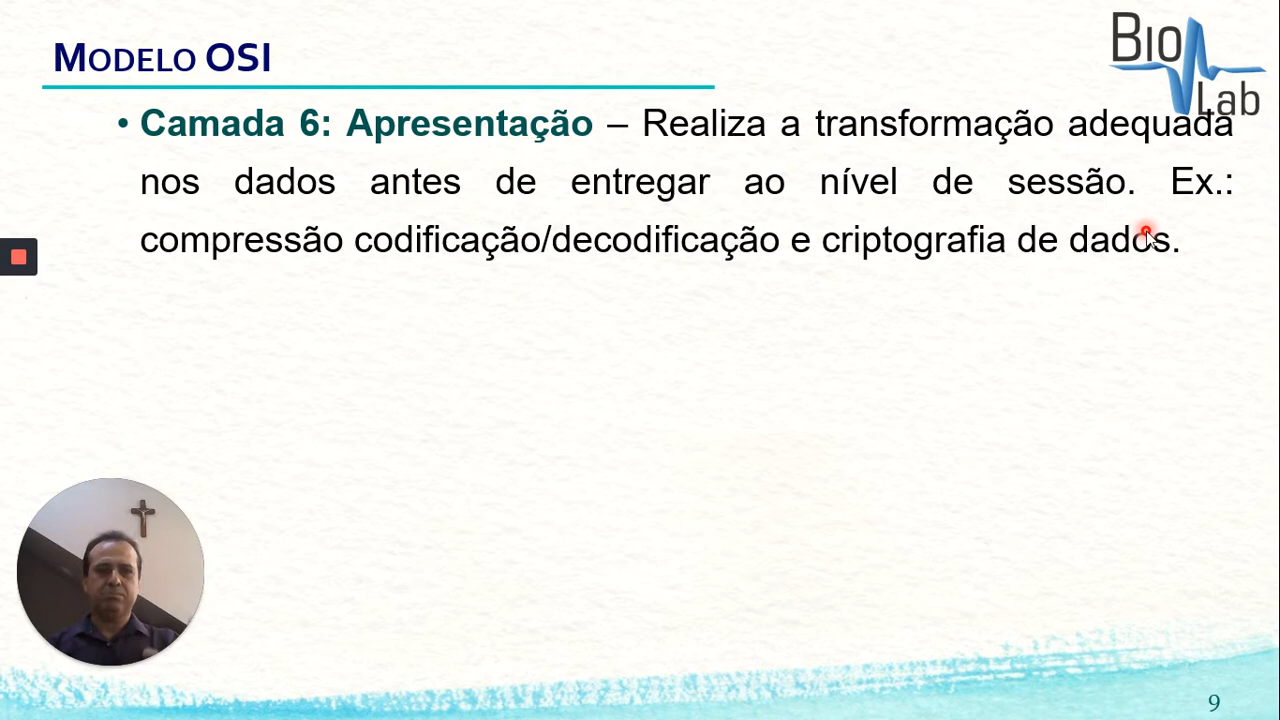 MODELO OSI
Bio
Lab
• Camada 6: Apresentação – Realiza a transformação adequada
nos dados antes de entregar ao nível de sessão. Ex.:
compressão codificação/decodificação e criptografia de dados.
9